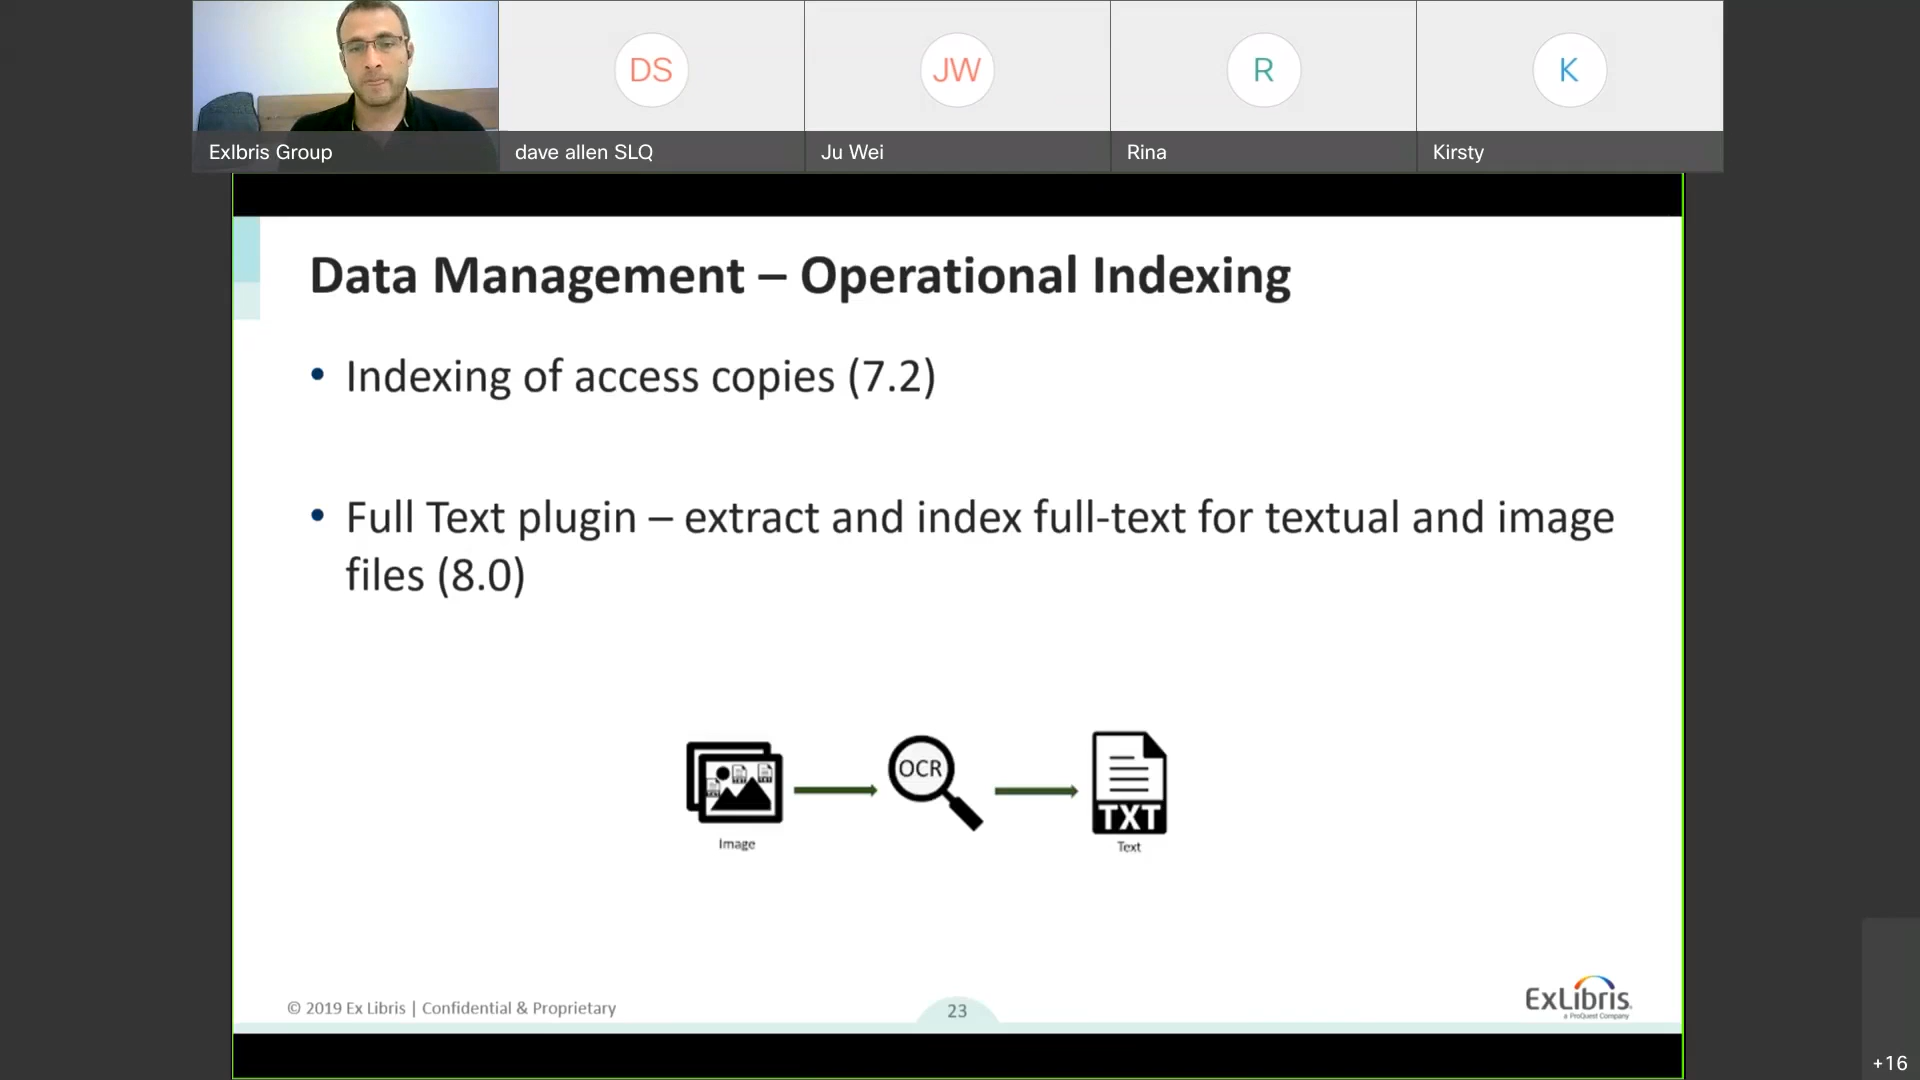 DS
JW
R
K
ExIbris Group
dave allen SLQ
Ju Wei
Rina
Kirsty
Data Management – Operational Indexing
• Indexing of access copies (7.2)
• Full Text plugin – extract and index full-text for textual and image
files (8.0)
OCR
TXT
Image
Text
© 2019 Ex Libris | Confidential & Proprietary
23
ExLibris
a ProQuest Company
+16